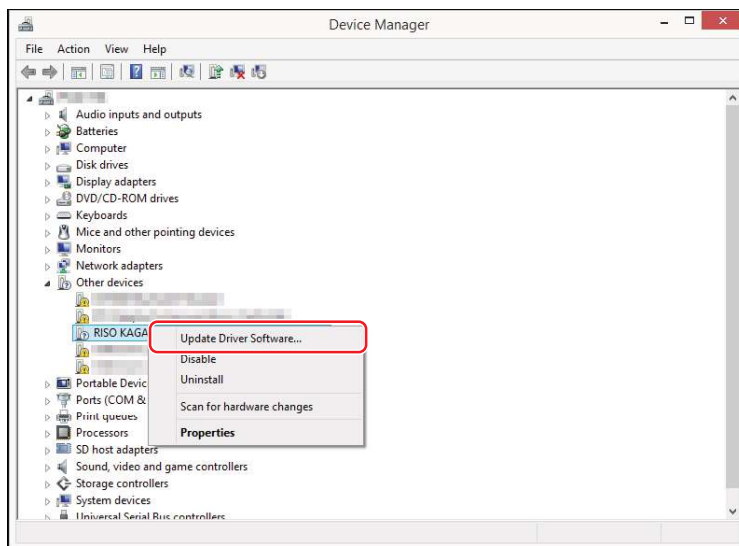 Device Manager
File Action View Help
Audio inputs and outputs
Batteries
Computer
Disk drives
Display adapters
DVD/CD-ROM drives
Keyboards
Mice and other pointing devices
Monitors
Network adapters
Other devices
RISO KAGA
Update Driver Software...
Disable
Uninstall
Scan for hardware changes
Properties
Portable Devic
Ports (COM &
Print queues
Processors
SD host adapters
Sound, video and game controllers
Storage controllers
System devices
Universal Serial Bus controllers